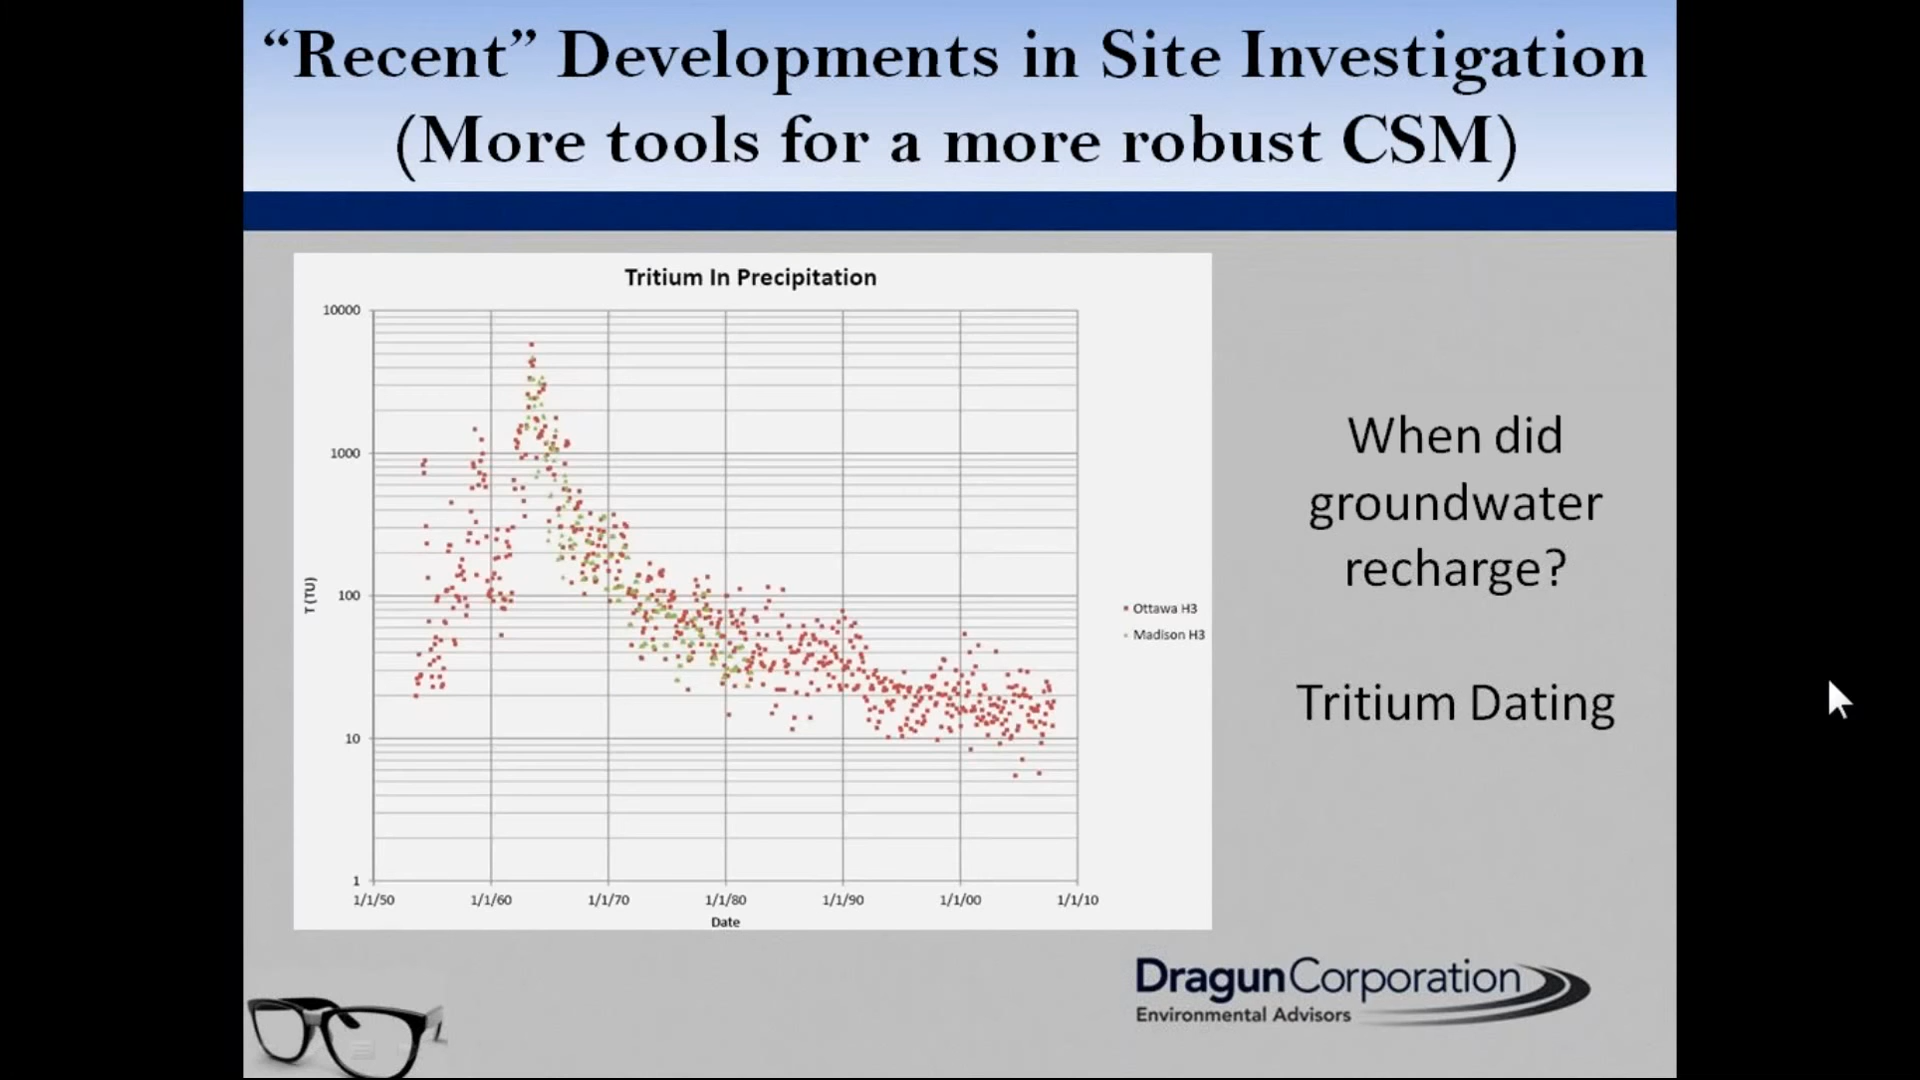 “Recent” Developments in Site Investigation
(More tools for a more robust CSM)
Tritium In Precipitation
10000
1000
100
10
1
T (TU)
1/1/50 1/1/60 1/1/70 1/1/80 1/1/90 1/1/00 1/1/10
Date
Ottawa H3
Madison H3
When did
groundwater
recharge?
Tritium Dating
DragunCorporation
Environmental Advisors